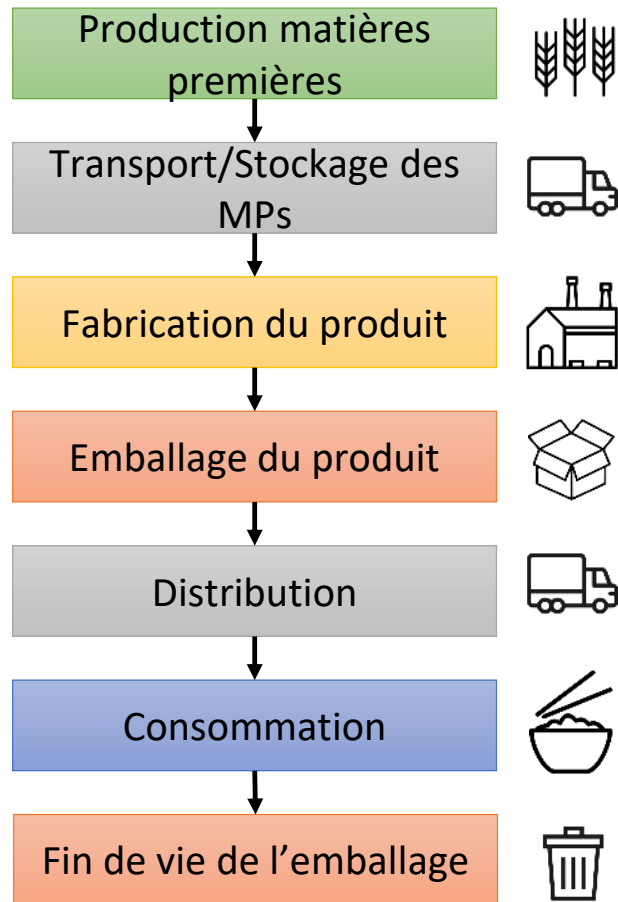 Production matières
premières
Transport/Stockage des
MPs
Fabrication du produit
Emballage du produit
Distribution
Consommation
Fin de vie de l’emballage